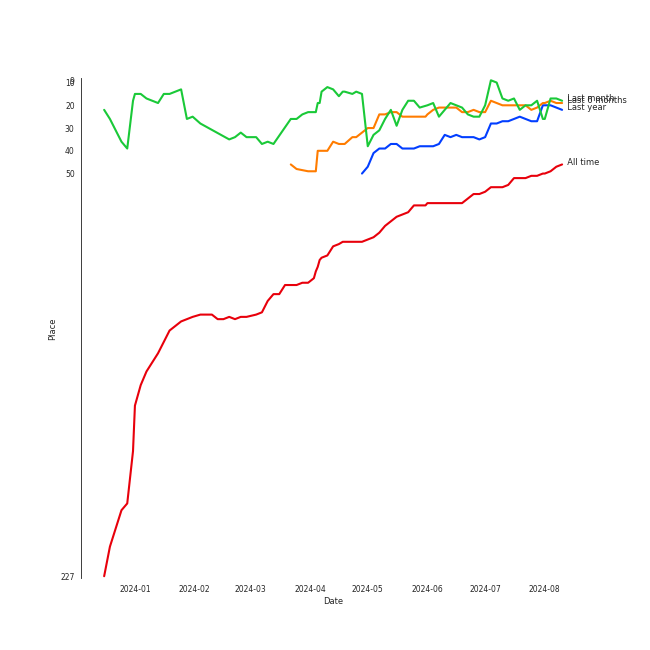 9
10
20
30
40
50
227
Place
2024-01
2024-02
2024-03
2024-04
2024-05
2024-06
2024-07
2024-08
Date
Last month
Last 6 months
Last year
All time